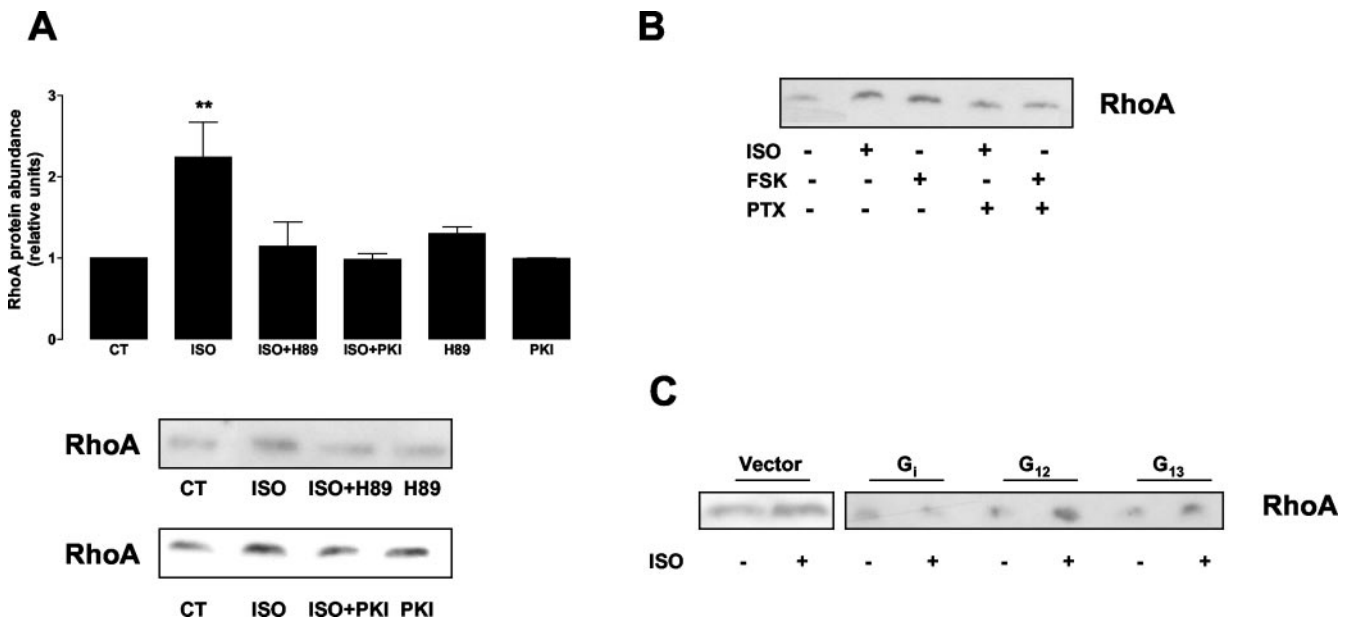 A
RhoA protein abundance
(relative units)
3
2
1
0
**
CT ISO ISO+H89 ISO+PKI H89 PKI
RhoA
CT ISO ISO+H89 H89
RhoA
CT ISO ISO+PKI PKI
B
RhoA
ISO - + - + -
FSK - - + - +
PTX - - - + +
C
Vector Gi G12 G13
RhoA
ISO - + - + - + - +